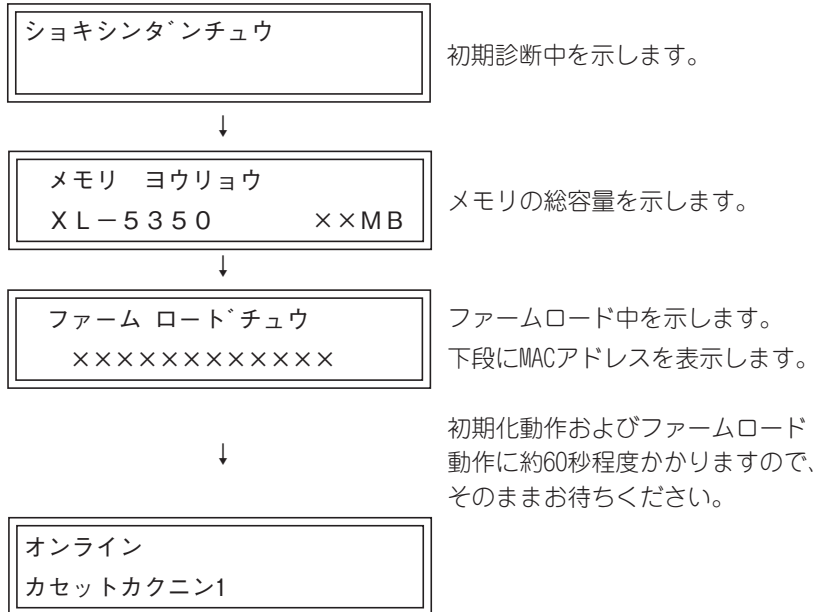 ショキシンダンチュウ
初期診断中を示します。
↓
メモリ　ヨウリョウ
ＸＬ－５３５０　　　××ＭＢ
メモリの総容量を示します。
↓
ファーム ロードチュウ
××××××××××××
ファームロード中を示します。
下段にMACアドレスを表示します。
↓
初期化動作およびファームロード
動作に約60秒程度かかりますので、
そのままお待ちください。
オンライン
カセットカクニン1